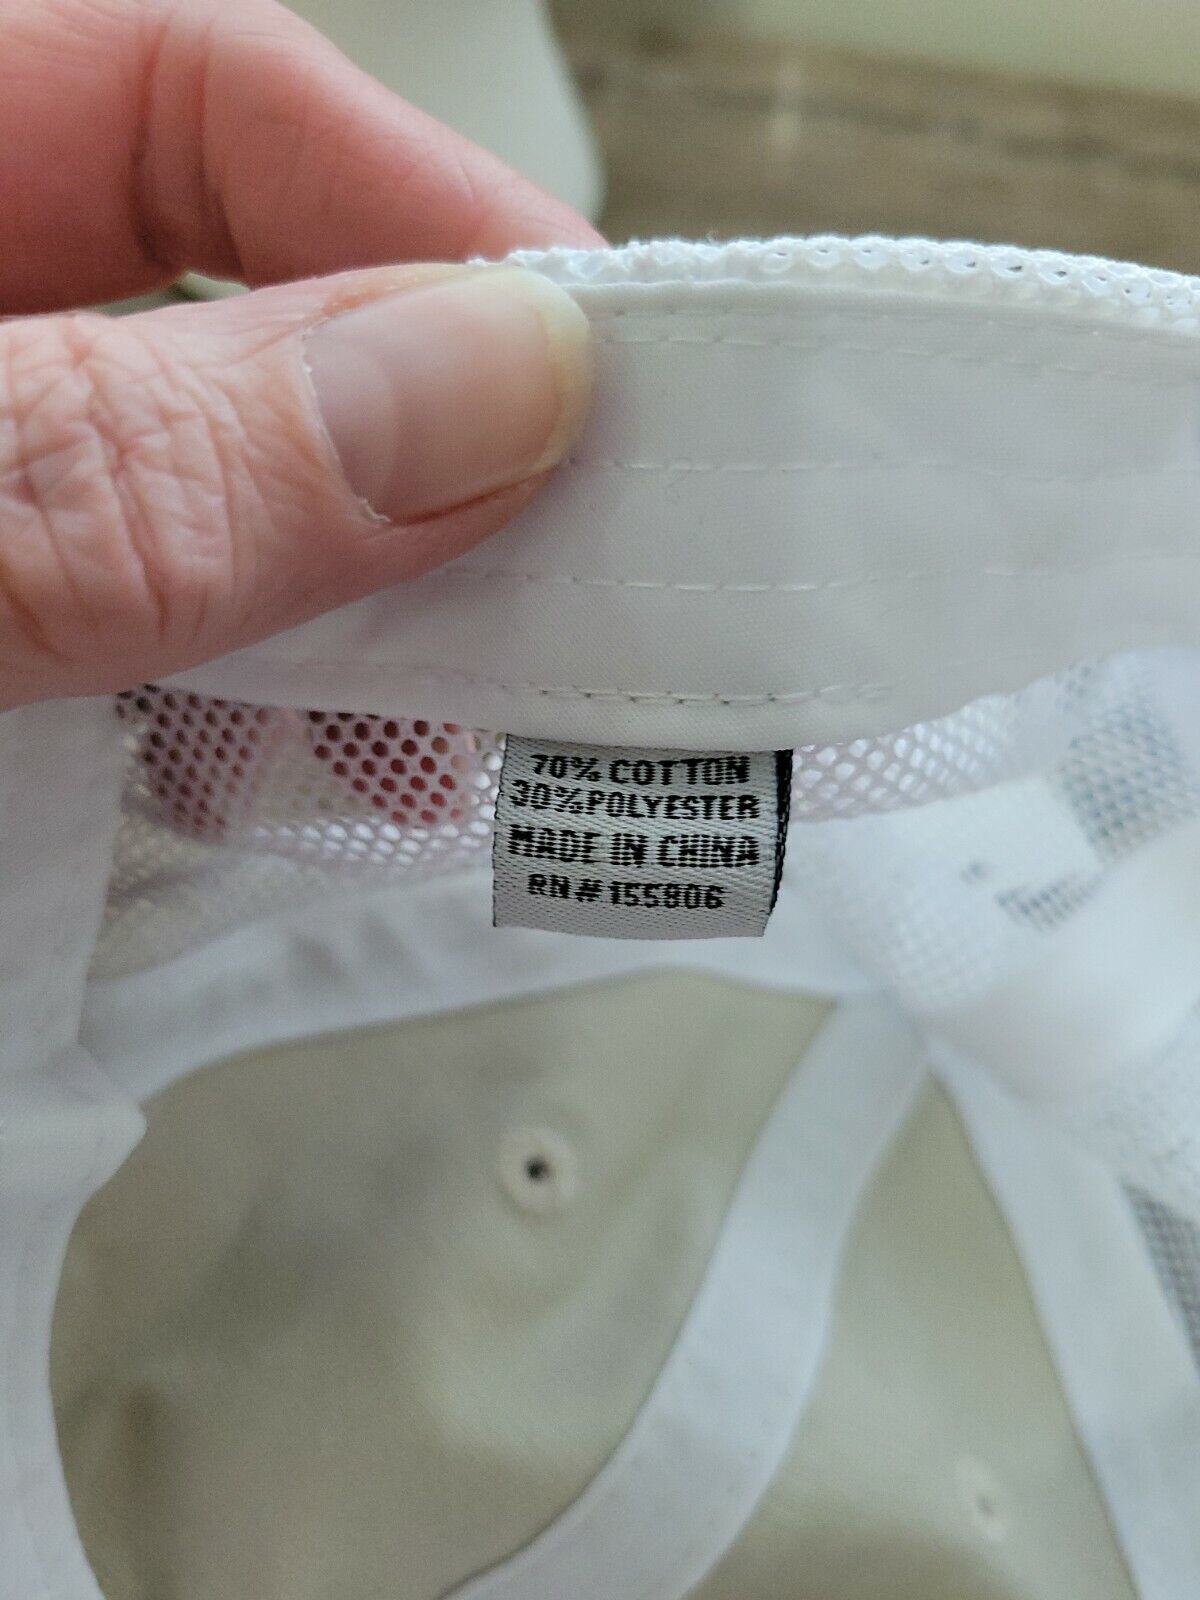 70% COTTON
30% POLYESTER
MADE IN CHINA
RN# 155806